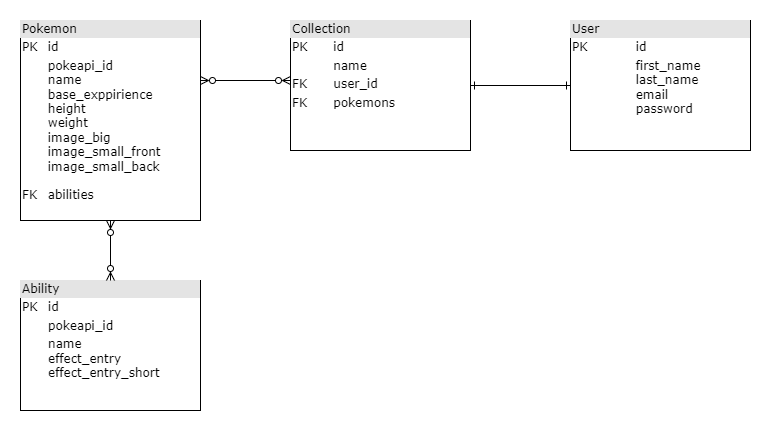 Pokemon
PK id
pokeapi_id
name
base_exppirience
height
weight
image_big
image_small_front
image_small_back
FK abilities
Collection
PK id
name
FK user_id
FK pokemons
User
PK id
first_name
last_name
email
password
Ability
PK id
pokeapi_id
name
effect_entry
effect_entry_short